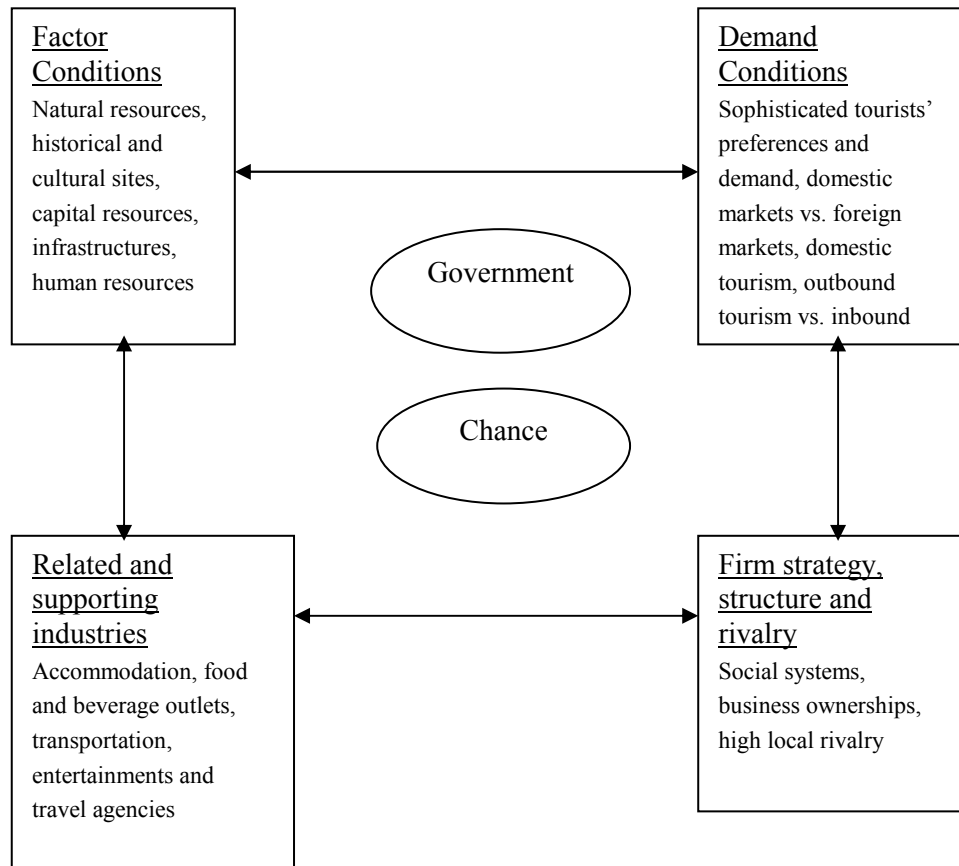 Factor
Conditions
Natural resources,
historical and
cultural sites,
capital resources,
infrastructures,
human resources
Demand
Conditions
Sophisticated tourists’
preferences and
demand, domestic
markets vs. foreign
markets, domestic
tourism, outbound
tourism vs. inbound
Government
Chance
Related and
supporting
industries
Accommodation, food
and beverage outlets,
transportation,
entertainments and
travel agencies
Firm strategy,
structure and
rivalry
Social systems,
business ownerships,
high local rivalry